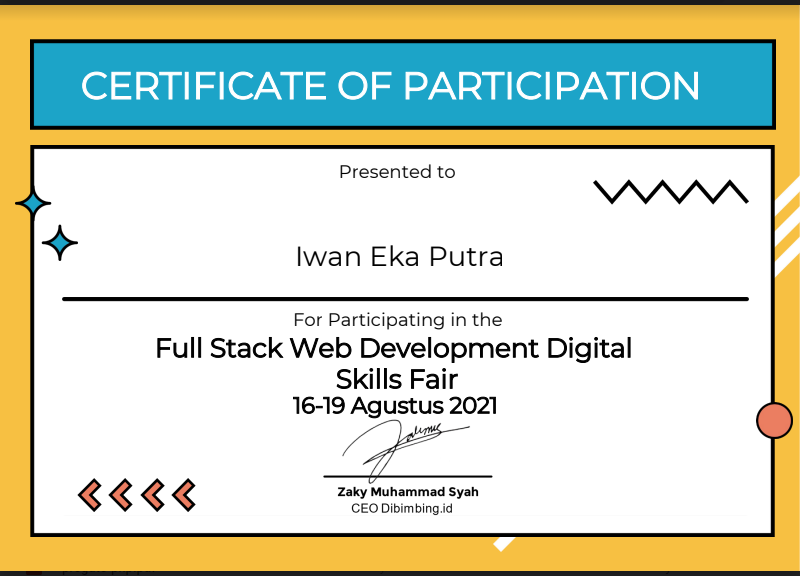 CERTIFICATE OF PARTICIPATION
Presented to
Iwan Eka Putra
For Participating in the
Full Stack Web Development Digital
Skills Fair
16-19 Agustus 2021
Zaky Muhammad Syah
CEO Dibimbing.id